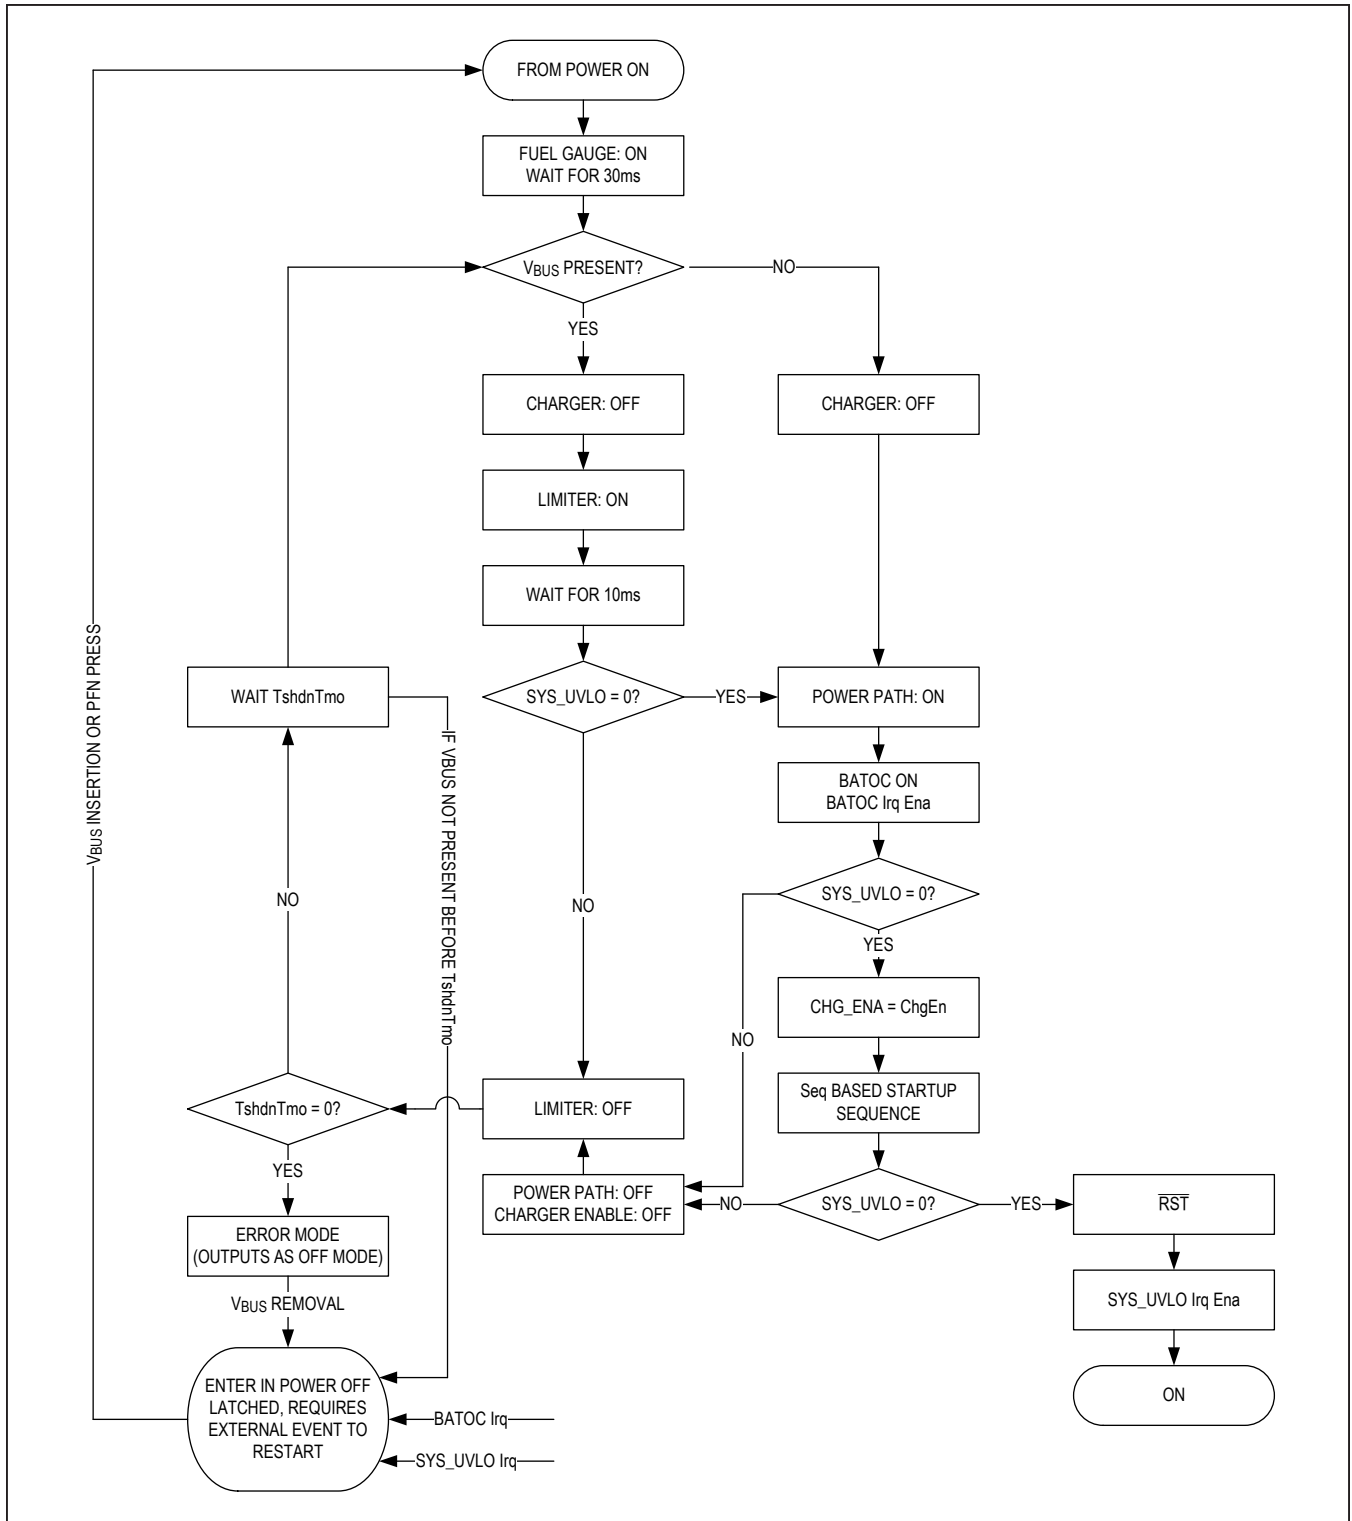 FROM POWER ON
FUEL GAUGE: ON
WAIT FOR 30ms
VBUS PRESENT?
NO
YES
CHARGER: OFF
CHARGER: OFF
LIMITER: ON
WAIT FOR 10ms
VBUS INSERTION OR PFN PRESS
WAIT TshdnTmo
SYS_UVLO = 0?
YES
POWER PATH: ON
IF VBUS NOT PRESENT BEFORE TshdnTmo
BATOC ON
BATOC Irq Ena
NO
NO
SYS_UVLO = 0?
YES
CHG_ENA = ChgEn
NO
TshdnTmo = 0?
LIMITER: OFF
Seq BASED STARTUP
SEQUENCE
YES
POWER PATH: OFF
CHARGER ENABLE: OFF
NO
SYS_UVLO = 0?
YES
RST
ERROR MODE
(OUTPUTS AS OFF MODE)
VBUS REMOVAL
SYS_UVLO Irq Ena
ENTER IN POWER OFF
LATCHED, REQUIRES
EXTERNAL EVENT TO
RESTART
BATOC Irq
SYS_UVLO Irq
ON